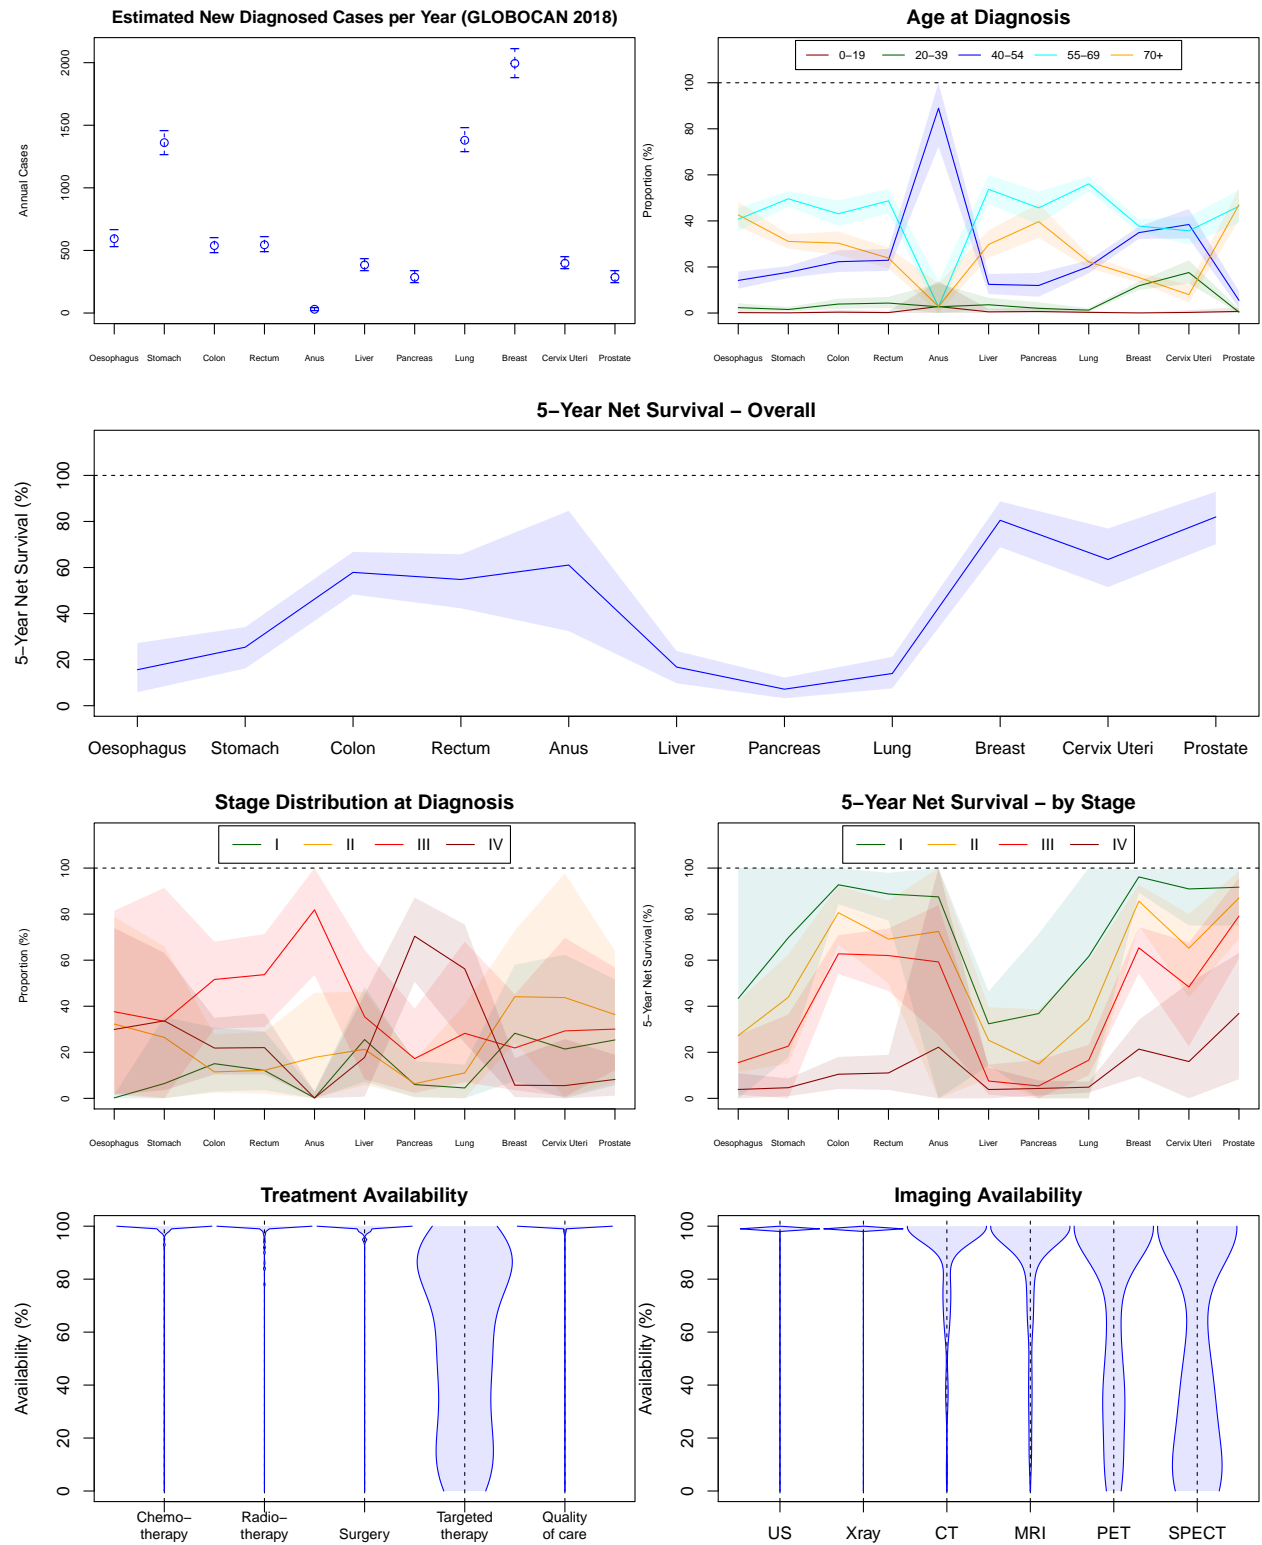 Estimated New Diagnosed Cases per Year (GLOBOCAN 2018)
Annual Cases
0
500
1000
1500
2000
Oesophagus Stomach Colon Rectum Anus Liver Pancreas Lung Breast Cervix Uteri Prostate
Age at Diagnosis
0−19 20−39 40−54 55−69 70+
Proportion (%)
0
20
40
60
80
100
Oesophagus Stomach Colon Rectum Anus Liver Pancreas Lung Breast Cervix Uteri Prostate
5−Year Net Survival − Overall
5−Year Net Survival (%)
0
20
40
60
80
100
Oesophagus Stomach Colon Rectum Anus Liver Pancreas Lung Breast Cervix Uteri Prostate
Stage Distribution at Diagnosis
I II III IV
Proportion (%)
0
20
40
60
80
100
Oesophagus Stomach Colon Rectum Anus Liver Pancreas Lung Breast Cervix Uteri Prostate
5−Year Net Survival − by Stage
I II III IV
5−Year Net Survival (%)
0
20
40
60
80
100
Oesophagus Stomach Colon Rectum Anus Liver Pancreas Lung Breast Cervix Uteri Prostate
Treatment Availability
Availability (%)
0
20
40
60
80
100
Chemo−
therapy
Radio−
therapy
Surgery
Targeted
therapy
Quality
of care
Imaging Availability
Availability (%)
0
20
40
60
80
100
US Xray CT MRI PET SPECT